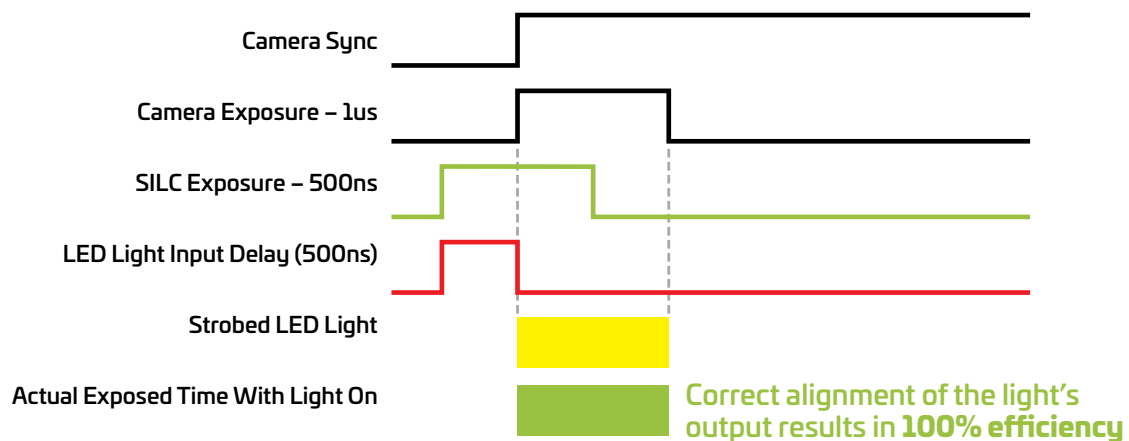 Camera Sync
Camera Exposure – 1us
SILC Exposure – 500ns
LED Light Input Delay (500ns)
Strobed LED Light
Actual Exposed Time With Light On
Correct alignment of the light's
output results in 100% efficiency